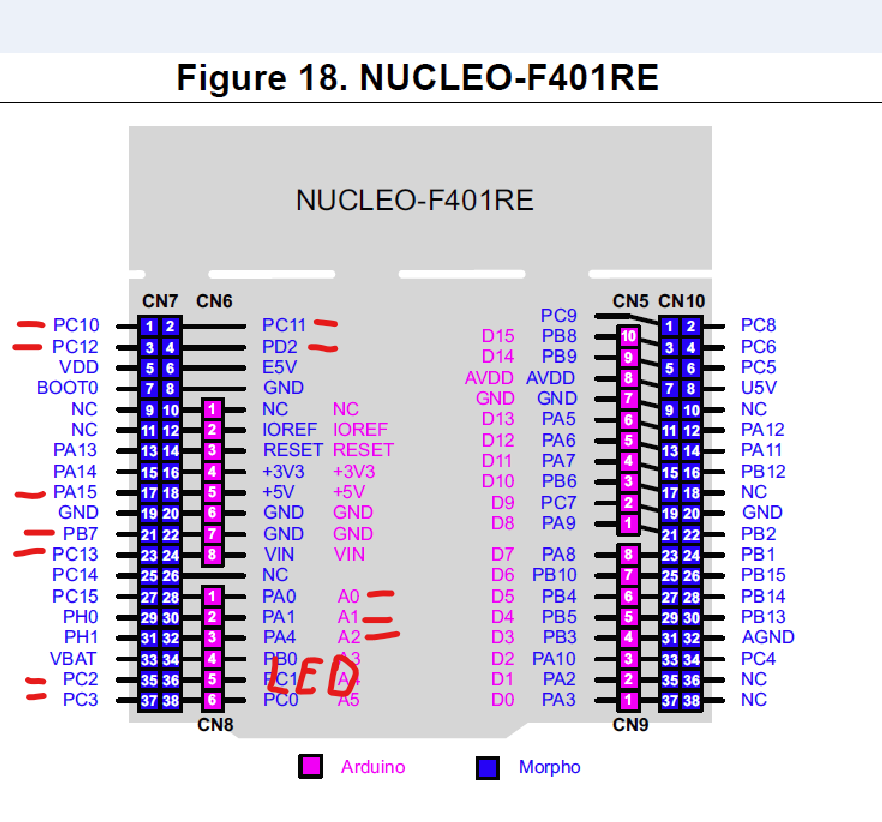 Figure 18. NUCLEO-F401RE
NUCLEO-F401RE
CN7 CN6 CN5 CN10
PC9
PC10 1 2 PC11 1 2 PC8
D15 PB8 10
PC12 3 4 PD2 3 4 PC6
D14 PB9 9
VDD 5 6 E5V 5 6 PC5
AVDD AVDD 8
BOOT0 7 8 GND 7 8 U5V
GND GND 7
NC 9 10 1 NC NC 9 10 NC
D13 PA5 6
NC 11 12 2 IOREF IOREF 11 12 PA12
D12 PA6 5
PA13 13 14 3 RESET RESET 13 14 PA11
D11 PA7 4
PA14 15 16 4 +3V3 +3V3 15 16 PB12
D10 PB6 3
PA15 17 18 5 +5V +5V 17 18 NC
D9 PC7 2
GND 19 20 6 GND GND 19 20 GND
D8 PA9 1
PB7 21 22 7 GND GND 21 22 PB2
PC13 23 24 8 VIN VIN D7 PA8 8 23 24 PB1
PC14 25 26 NC D6 PB10 7 25 26 PB15
PC15 27 28 1 PA0 A0 D5 PB4 6 27 28 PB14
PH0 29 30 2 PA1 A1 D4 PB5 5 29 30 PB13
PH1 31 32 3 PA4 A2 D3 PB3 4 31 32 AGND
VBAT 33 34 4 PB0 A3 D2 PA10 3 33 34 PC4
LED
PC2 35 36 5 PC1 A4 D1 PA2 2 35 36 NC
PC3 37 38 6 PC0 A5 D0 PA3 1 37 38 NC
CN8 CN9
Arduino Morpho